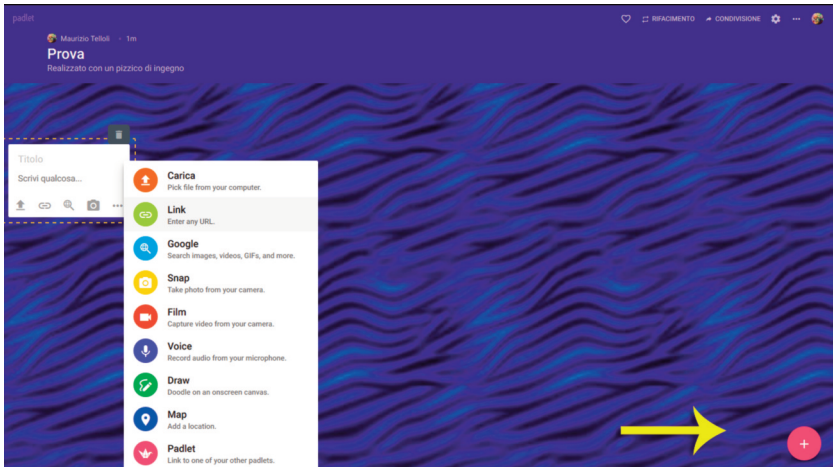 padlet
RIFACIMENTO
CONDIVISIONE
Maurizio Telloli · 1m
Prova
Realizzato con un pizzico di ingegno
Titolo
Scrivi qualcosa...
Carica
Pick file from your computer.
Link
Enter any URL.
Google
Search images, videos, GIFs, and more.
Snap
Take photo from your camera.
Film
Capture video from your camera.
Voice
Record audio from your microphone.
Draw
Doodle on an onscreen canvas.
Map
Add a location.
Padlet
Link to one of your other padlets.